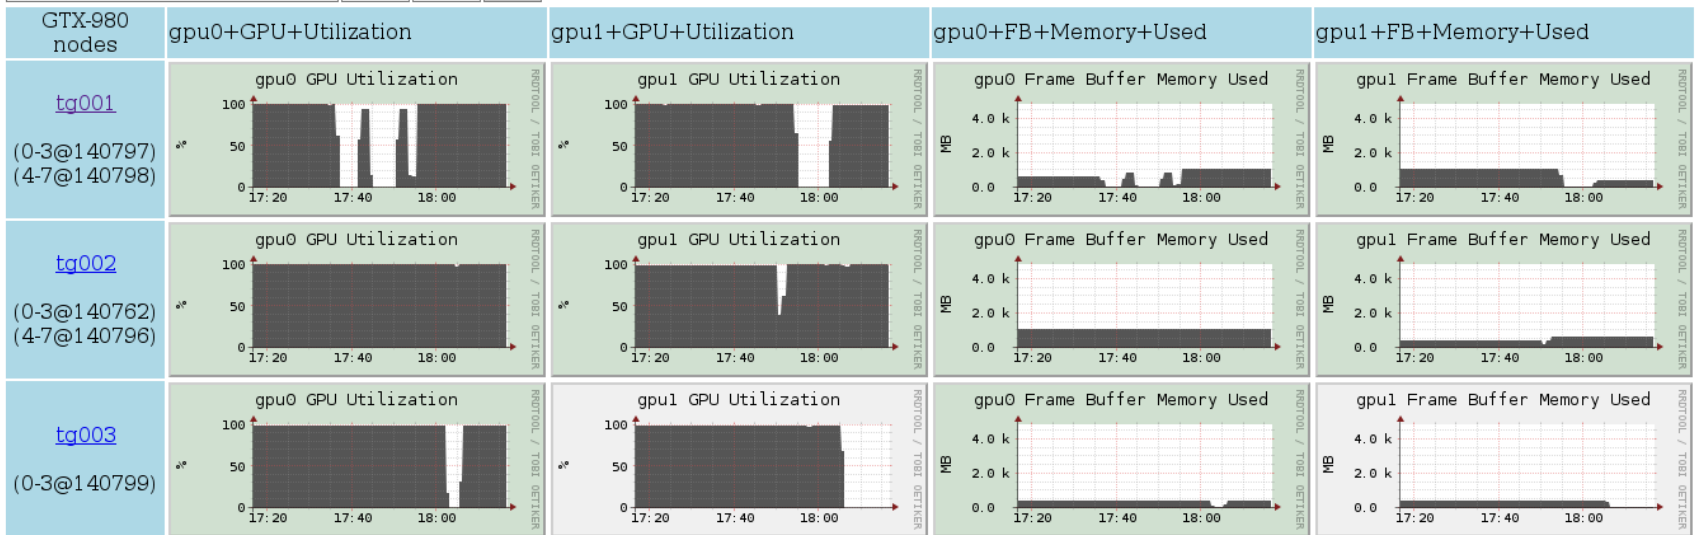 GTX-980
nodes
gpu0+GPU+Utilization
gpu1+GPU+Utilization
gpu0+FB+Memory+Used
gpu1+FB+Memory+Used
tg001
(0-3@140797)
(4-7@140798)
gpu0 GPU Utilization
%
100
50
0
17:20 17:40 18:00
RRDTOOL / TOBI OETIKER
gpu1 GPU Utilization
%
100
50
0
17:20 17:40 18:00
RRDTOOL / TOBI OETIKER
gpu0 Frame Buffer Memory Used
MB
4.0 k
2.0 k
0.0
17:20 17:40 18:00
RRDTOOL / TOBI OETIKER
gpu1 Frame Buffer Memory Used
MB
4.0 k
2.0 k
0.0
17:20 17:40 18:00
RRDTOOL / TOBI OETIKER
tg002
(0-3@140762)
(4-7@140796)
gpu0 GPU Utilization
%
100
50
0
17:20 17:40 18:00
RRDTOOL / TOBI OETIKER
gpu1 GPU Utilization
%
100
50
0
17:20 17:40 18:00
RRDTOOL / TOBI OETIKER
gpu0 Frame Buffer Memory Used
MB
4.0 k
2.0 k
0.0
17:20 17:40 18:00
RRDTOOL / TOBI OETIKER
gpu1 Frame Buffer Memory Used
MB
4.0 k
2.0 k
0.0
17:20 17:40 18:00
RRDTOOL / TOBI OETIKER
tg003
(0-3@140799)
gpu0 GPU Utilization
%
100
50
0
17:20 17:40 18:00
RRDTOOL / TOBI OETIKER
gpu1 GPU Utilization
%
100
50
0
17:20 17:40 18:00
RRDTOOL / TOBI OETIKER
gpu0 Frame Buffer Memory Used
MB
4.0 k
2.0 k
0.0
17:20 17:40 18:00
RRDTOOL / TOBI OETIKER
gpu1 Frame Buffer Memory Used
MB
4.0 k
2.0 k
0.0
17:20 17:40 18:00
RRDTOOL / TOBI OETIKER